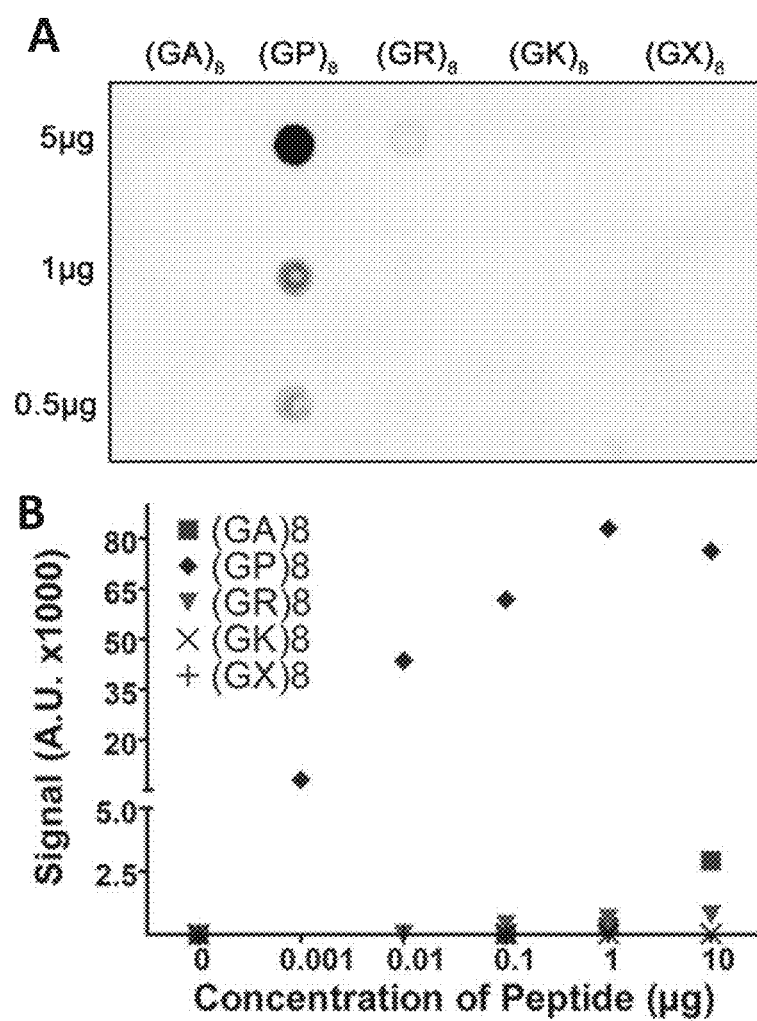 A
(GA)₈ (GP)₈ (GR)₈ (GK)₈ (GX)₈
5µg
1µg
0.5µg
B
(GA)8
(GP)8
(GR)8
(GK)8
(GX)8
Signal (A.U. x1000)
80
65
50
35
20
5.0
2.5
0 0.001 0.01 0.1 1 10
Concentration of Peptide (µg)